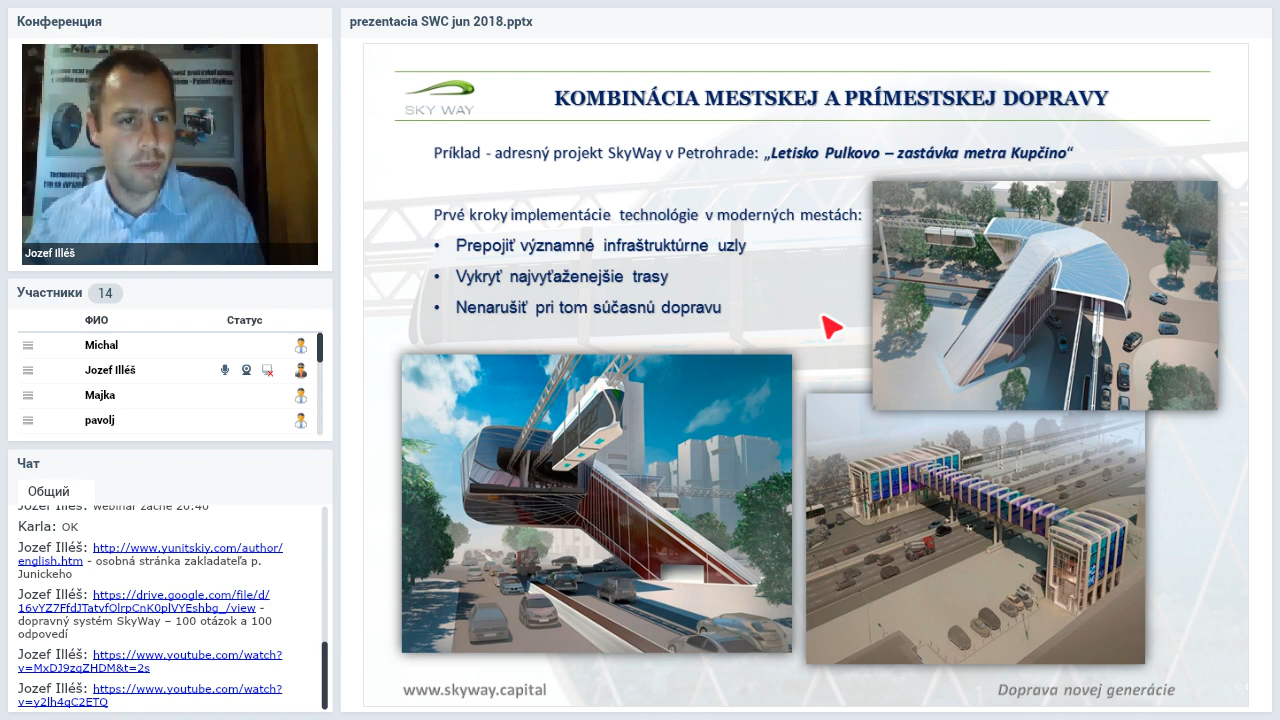 Конференция
Jozef Illéš
Участники 14
ФИО Статус
Michal
Jozef Illéš
Majka
pavolj
Чат
Общий
Jozef Illéš: webinár začne 20:40
Karla: OK
Jozef Illéš: http://www.yunitskiy.com/author/
english.htm - osobná stránka zakladateľa p.
Junickeho
Jozef Illéš: https://drive.google.com/file/d/
16vYZ7FfdJTatvfOlrpCnK0plVYEshbg_/view -
dopravný systém SkyWay – 100 otázok a 100
odpovedí
Jozef Illéš: https://www.youtube.com/watch?
v=MxDJ9zqZHDM&t=2s
Jozef Illéš: https://www.youtube.com/watch?
v=y2lh4qC2ETQ
prezentacia SWC jun 2018.pptx
SKY WAY
KOMBINÁCIA MESTSKEJ A PRÍMESTSKEJ DOPRAVY
Príklad - adresný projekt SkyWay v Petrohrade: „Letisko Pulkovo – zastávka metra Kupčino“
Prvé kroky implementácie technológie v moderných mestách:
• Prepojiť významné infraštruktúrne uzly
• Vykryť najvyťaženejšie trasy
• Nenarušiť pri tom súčasnú dopravu
www.skyway.capital
Doprava novej generácie